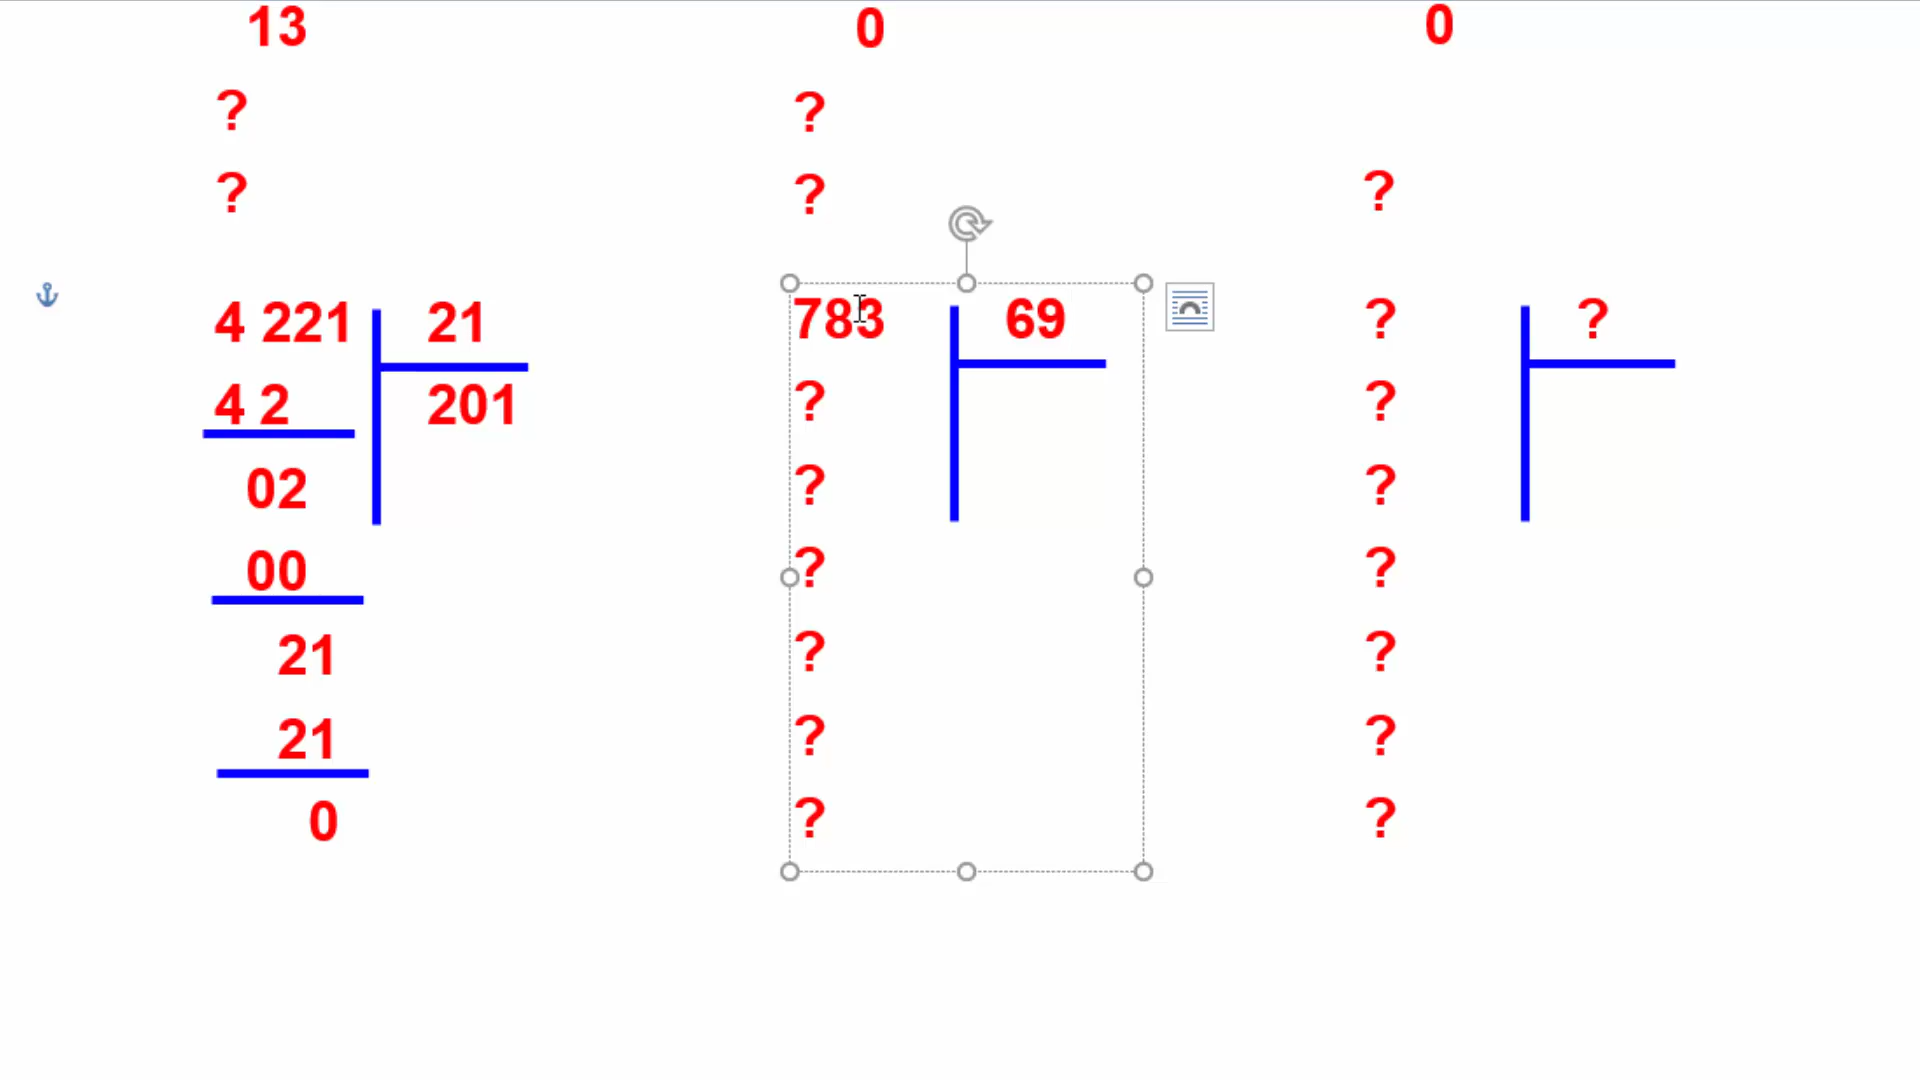 13 0 0
? ?
? ? ?
4 221 21 783 69 ? ?
4 2 201 ? ?
02 ? ?
00 ? ?
21 ? ?
21 ? ?
0 ? ?